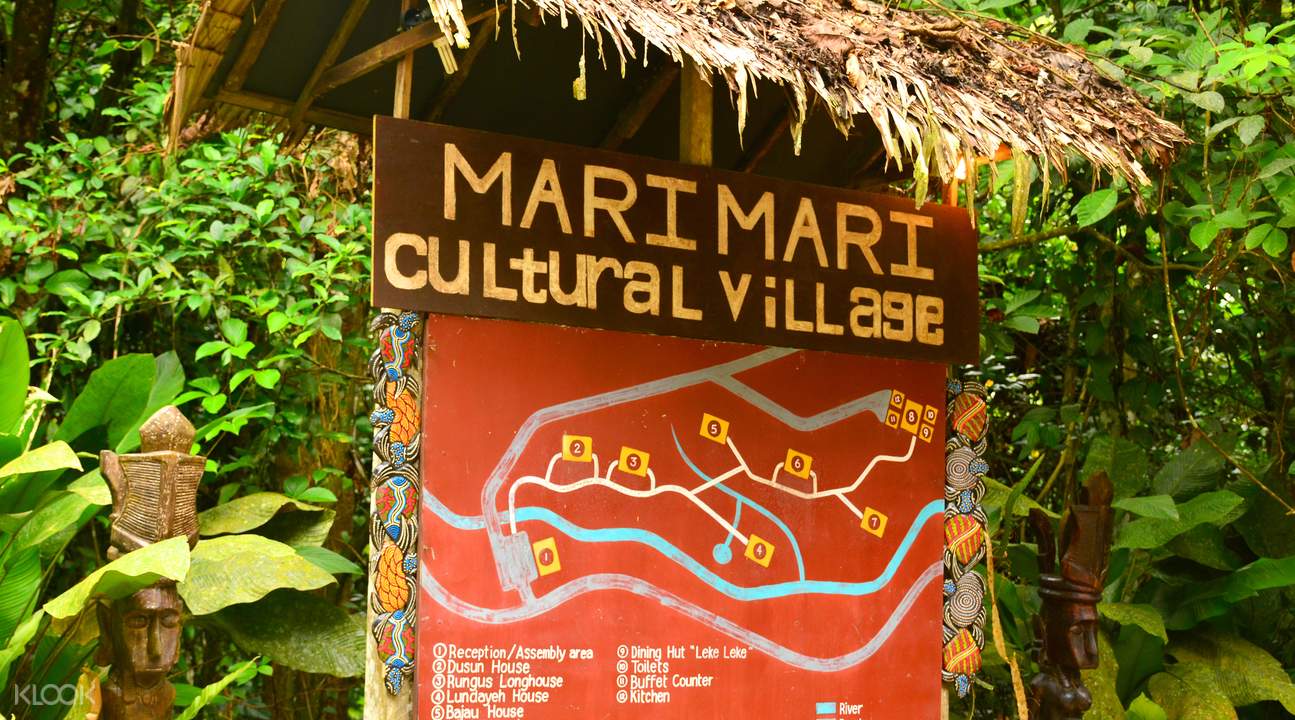 MARI MARI
CULtUraL ViLLage
5
12
8
10
11
9
2
3
6
7
4
1
① Reception/Assembly area
② Dusun House
③ Rungus Longhouse
④ Lundayeh House
⑤ Bajau House
⑨ Dining Hut "Leke Leke"
⑩ Toilets
⑪ Buffet Counter
⑫ Kitchen
River
KLOOK